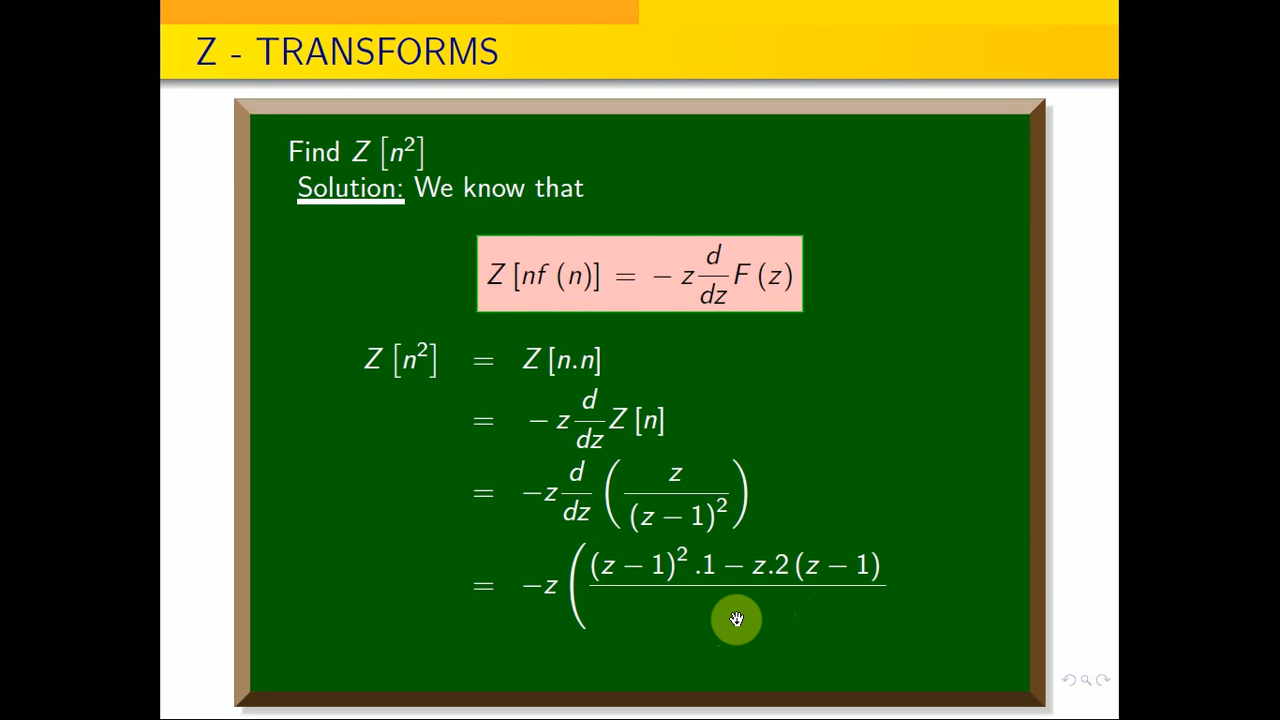 Z - TRANSFORMS
Find Z [n²]
Solution: We know that
Z [nf (n)] = − z d/dz F (z)
Z [n²] = Z [n.n]
= − z d/dz Z [n]
= −z d/dz ( z / (z − 1)² )
= −z ( (z − 1)² .1 − z.2 (z − 1)